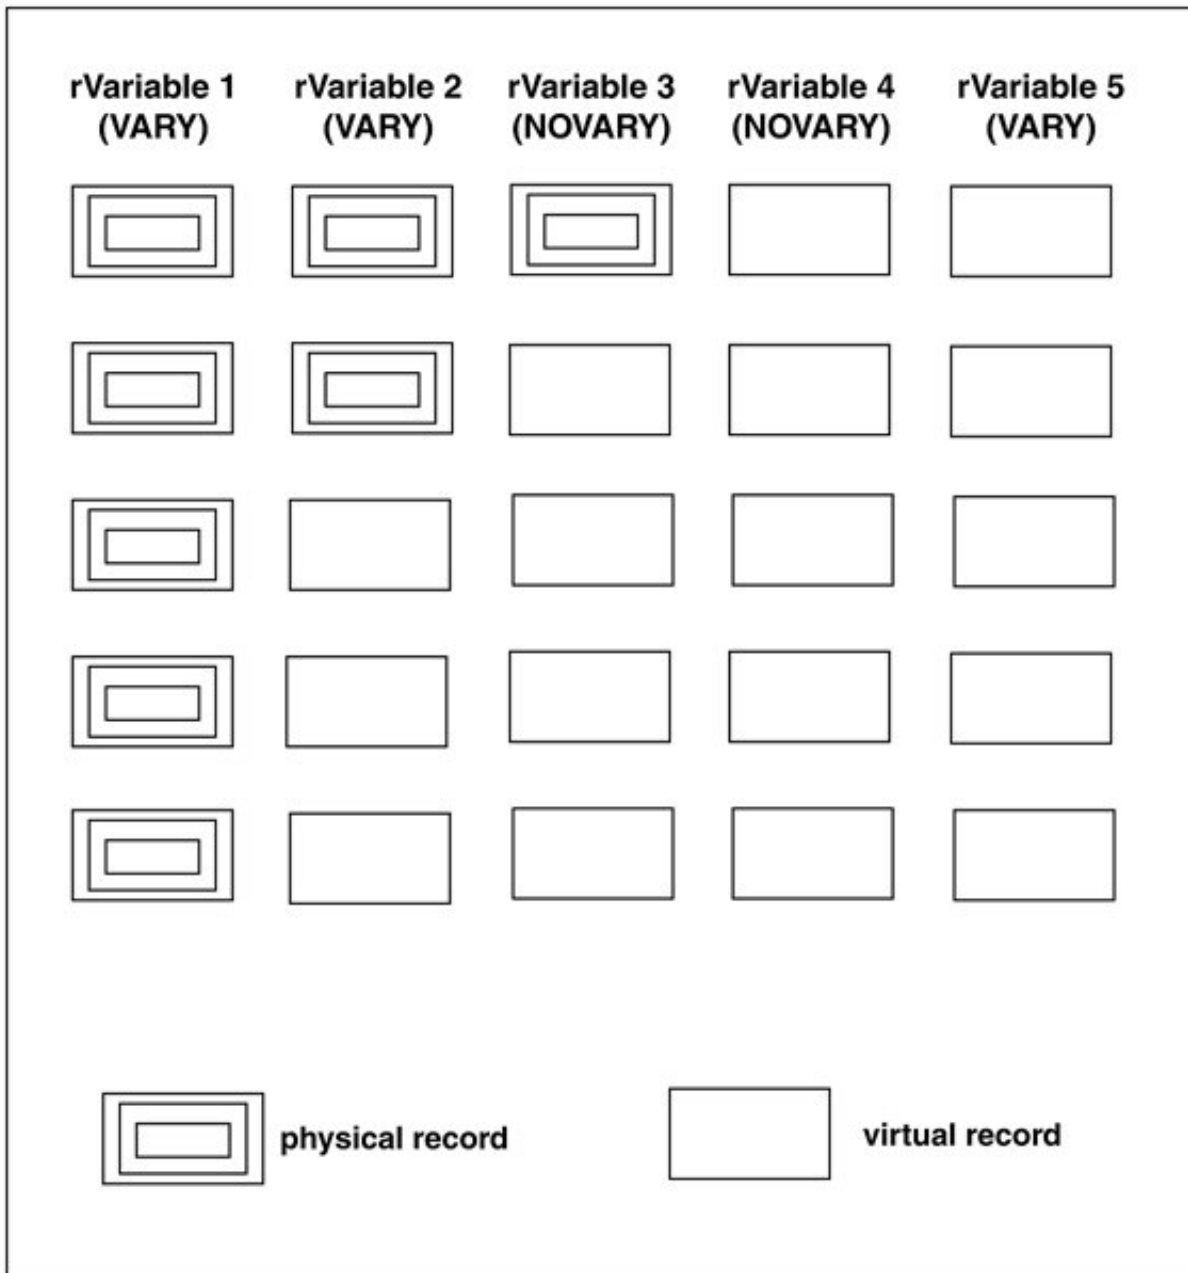 rVariable 1 rVariable 2 rVariable 3 rVariable 4 rVariable 5
(VARY) (VARY) (NOVARY) (NOVARY) (VARY)
physical record virtual record